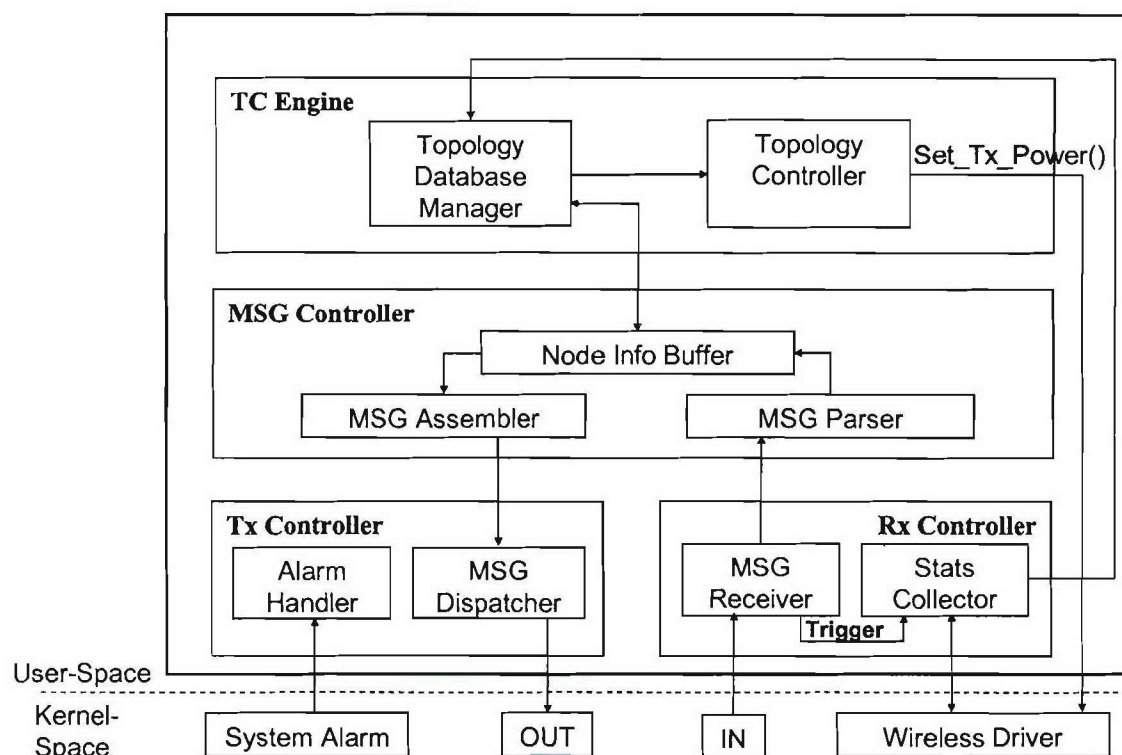 TC Engine
Topology
Database
Manager
Topology
Controller
Set_Tx_Power()
MSG Controller
Node Info Buffer
MSG Assembler
MSG Parser
Tx Controller
Alarm
Handler
MSG
Dispatcher
Rx Controller
MSG
Receiver
Stats
Collector
Trigger
User-Space
Kernel-
Space
System Alarm
OUT
IN
Wireless Driver